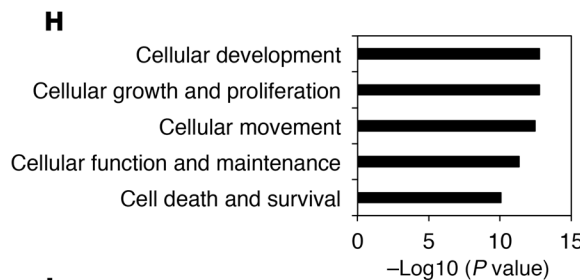 H
Cellular development
Cellular growth and proliferation
Cellular movement
Cellular function and maintenance
Cell death and survival
0 5 10 15
–Log10 (P value)